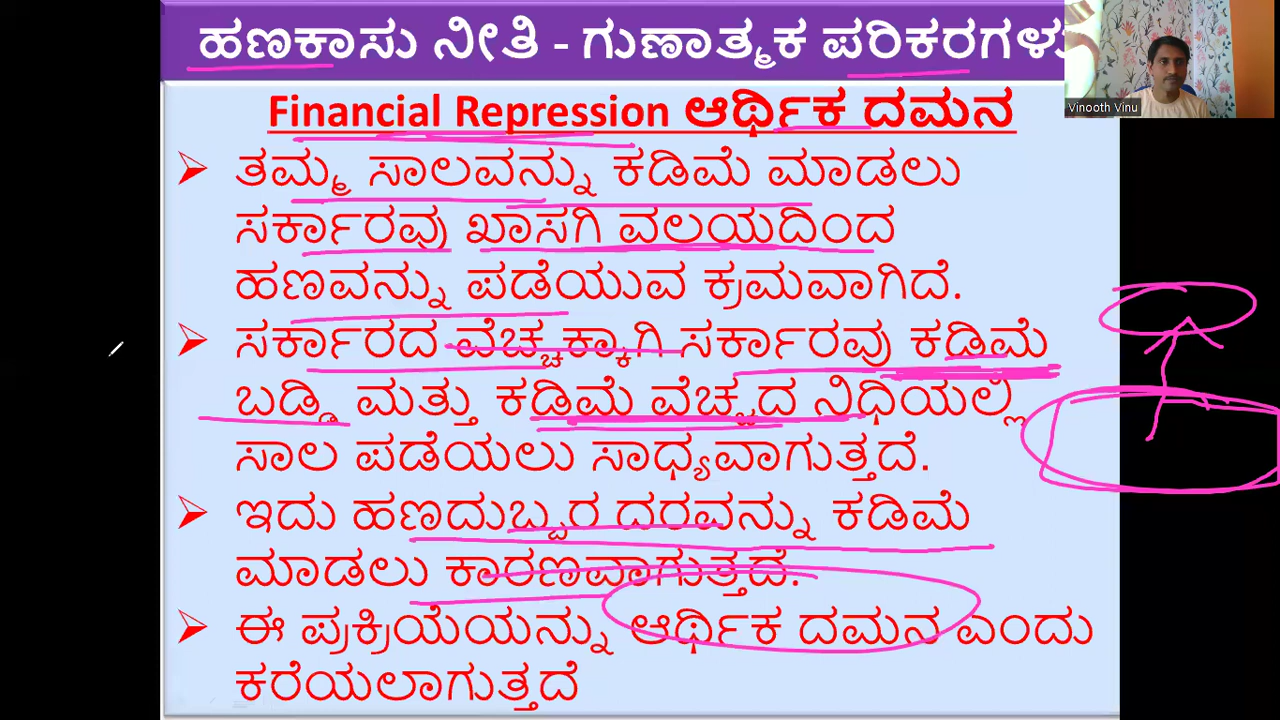 ಹಣಕಾಸು ನೀತಿ - ಗುಣಾತ್ಮಕ ಪರಿಕರಗಳು
Vinooth Vinu
Financial Repression ಆರ್ಥಿಕ ದಮನ
➢ ತಮ್ಮ ಸಾಲವನ್ನು ಕಡಿಮೆ ಮಾಡಲು
ಸರ್ಕಾರವು ಖಾಸಗಿ ವಲಯದಿಂದ
ಹಣವನ್ನು ಪಡೆಯುವ ಕ್ರಮವಾಗಿದೆ.
➢ ಸರ್ಕಾರದ ವೆಚ್ಚಕ್ಕಾಗಿ ಸರ್ಕಾರವು ಕಡಿಮೆ
ಬಡ್ಡಿ ಮತ್ತು ಕಡಿಮೆ ವೆಚ್ಚದ ನಿಧಿಯಲ್ಲಿ
ಸಾಲ ಪಡೆಯಲು ಸಾಧ್ಯವಾಗುತ್ತದೆ.
➢ ಇದು ಹಣದುಬ್ಬರ ದರವನ್ನು ಕಡಿಮೆ
ಮಾಡಲು ಕಾರಣವಾಗುತ್ತದೆ.
➢ ಈ ಪ್ರಕ್ರಿಯೆಯನ್ನು ಆರ್ಥಿಕ ದಮನ ಎಂದು
ಕರೆಯಲಾಗುತ್ತದೆ